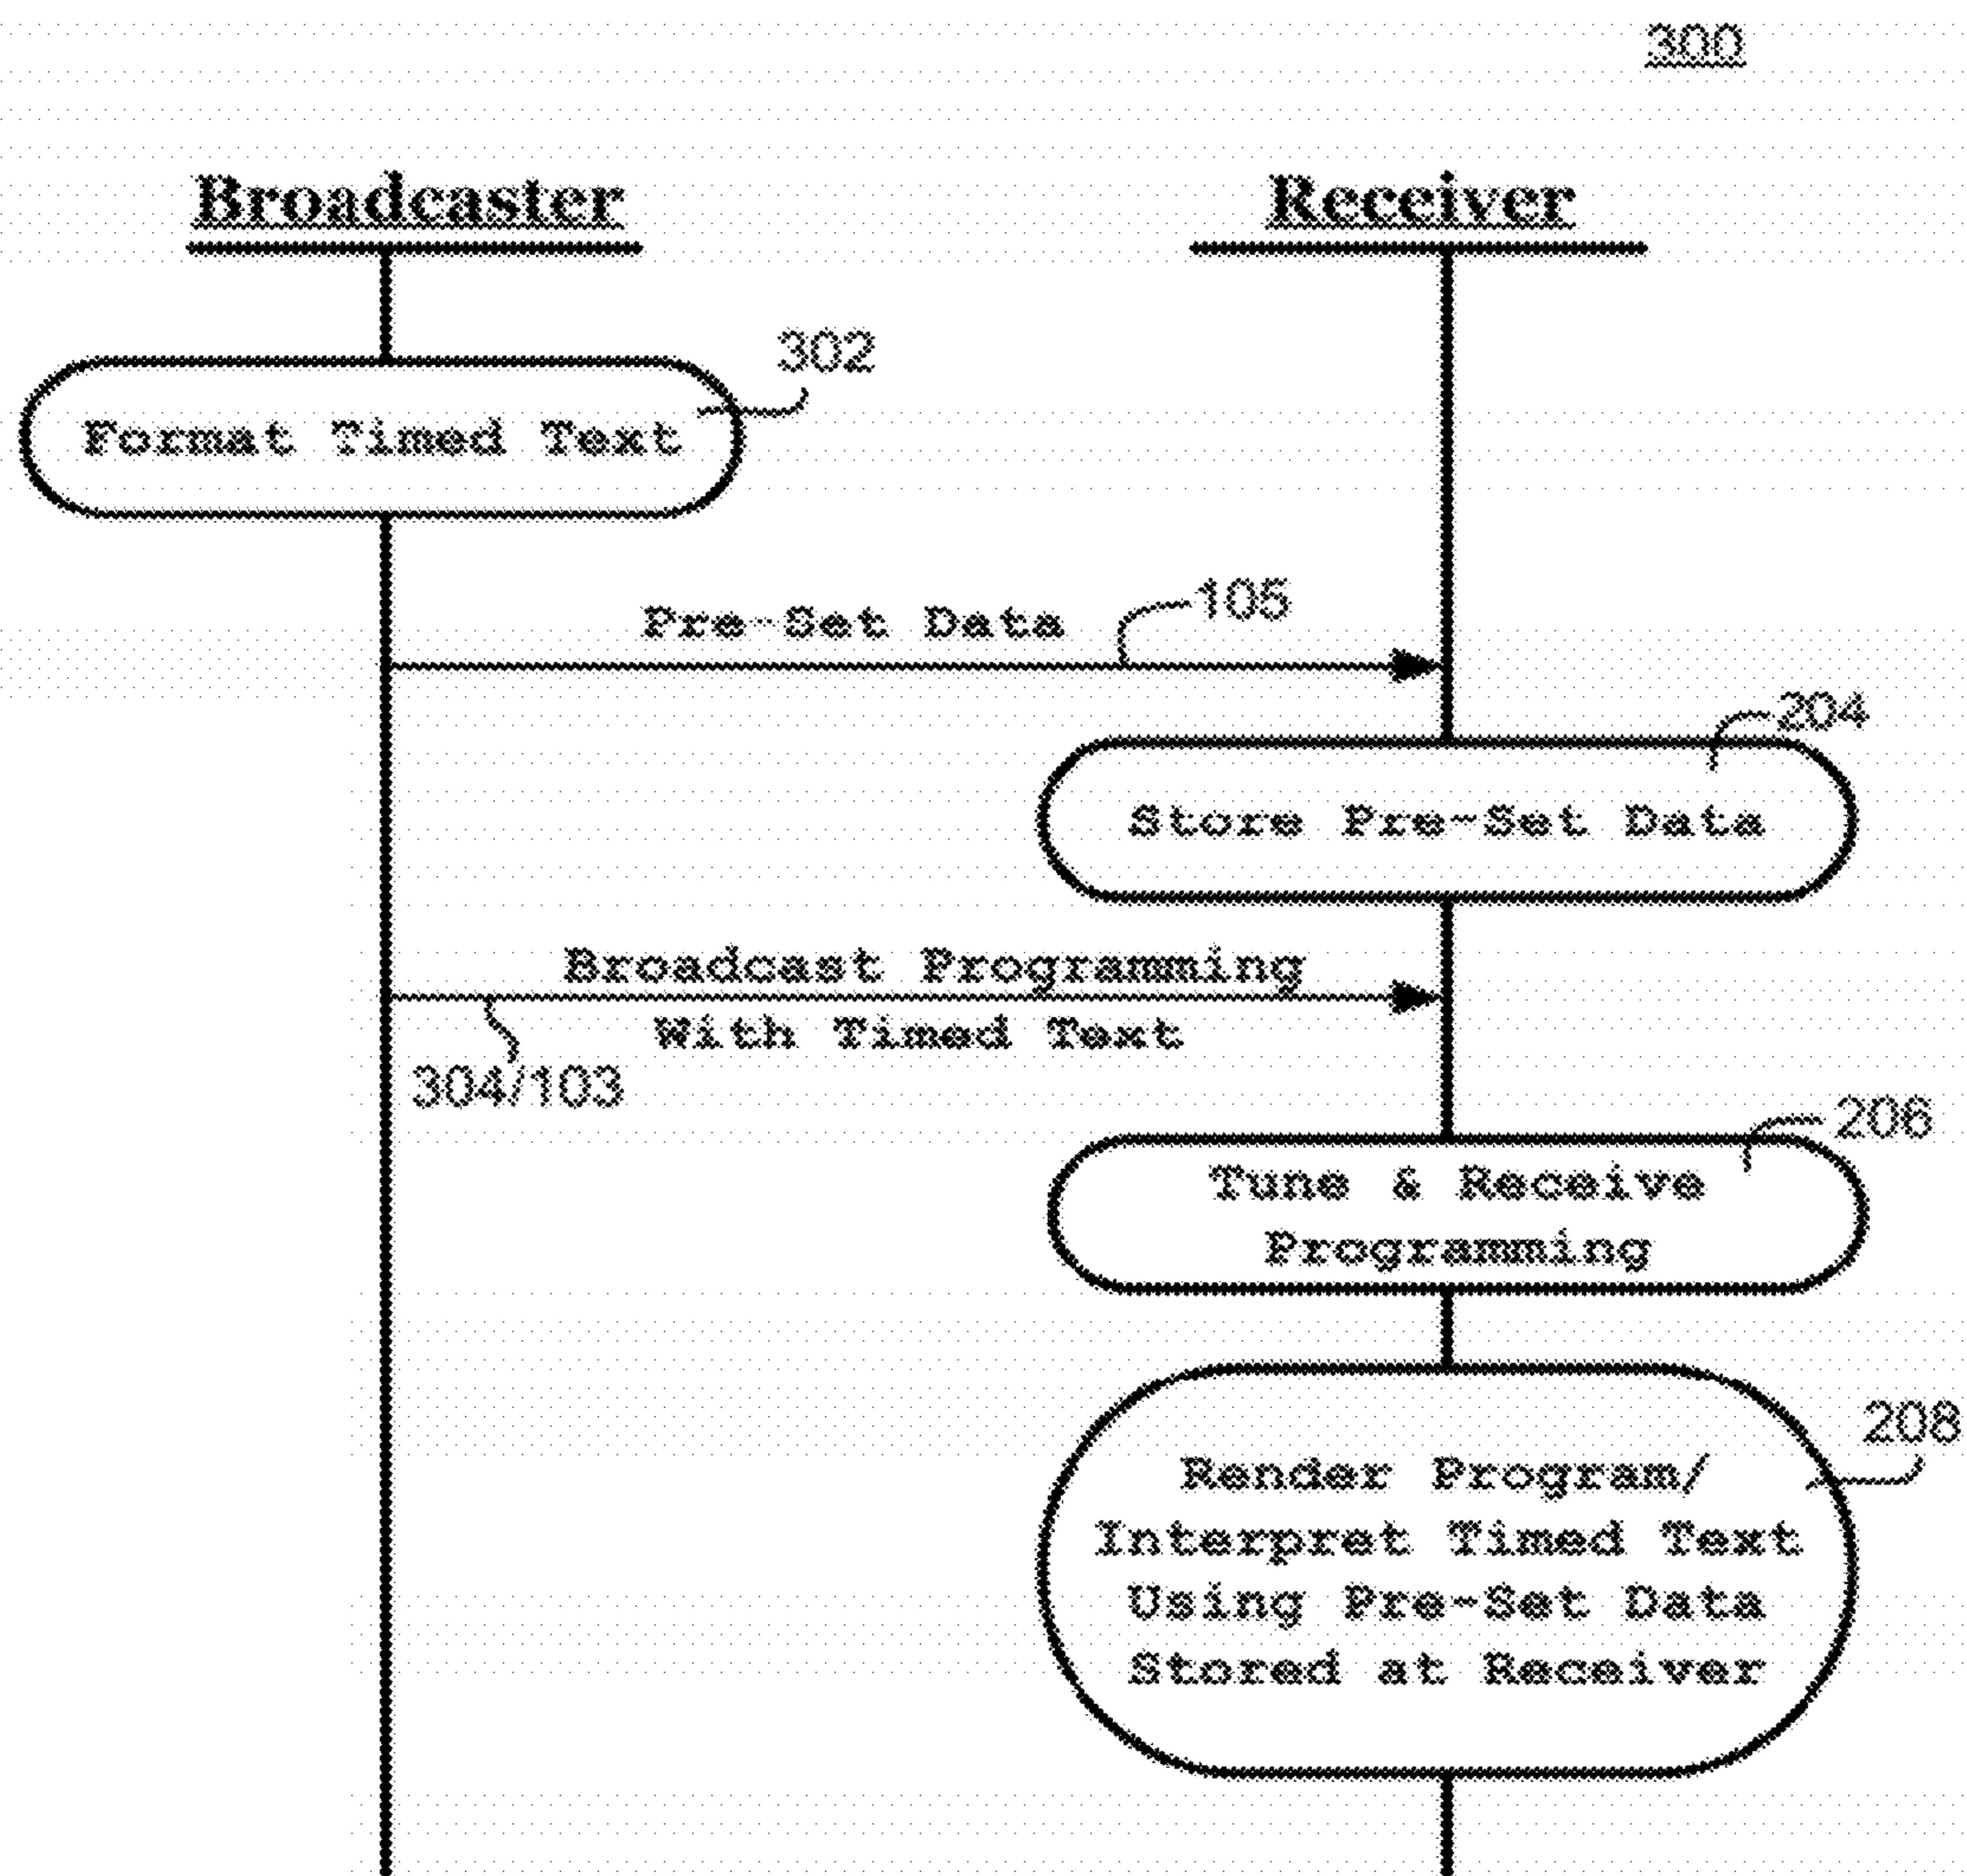 300
Broadcaster
Receiver
302
Format Timed Text
105
Pre-Set Data
204
Store Pre-Set Data
Broadcast Programming
With Timed Text
304/103
206
Tune & Receive
Programming
208
Render Program/
Interpret Timed Text
Using Pre-Set Data
Stored at Receiver